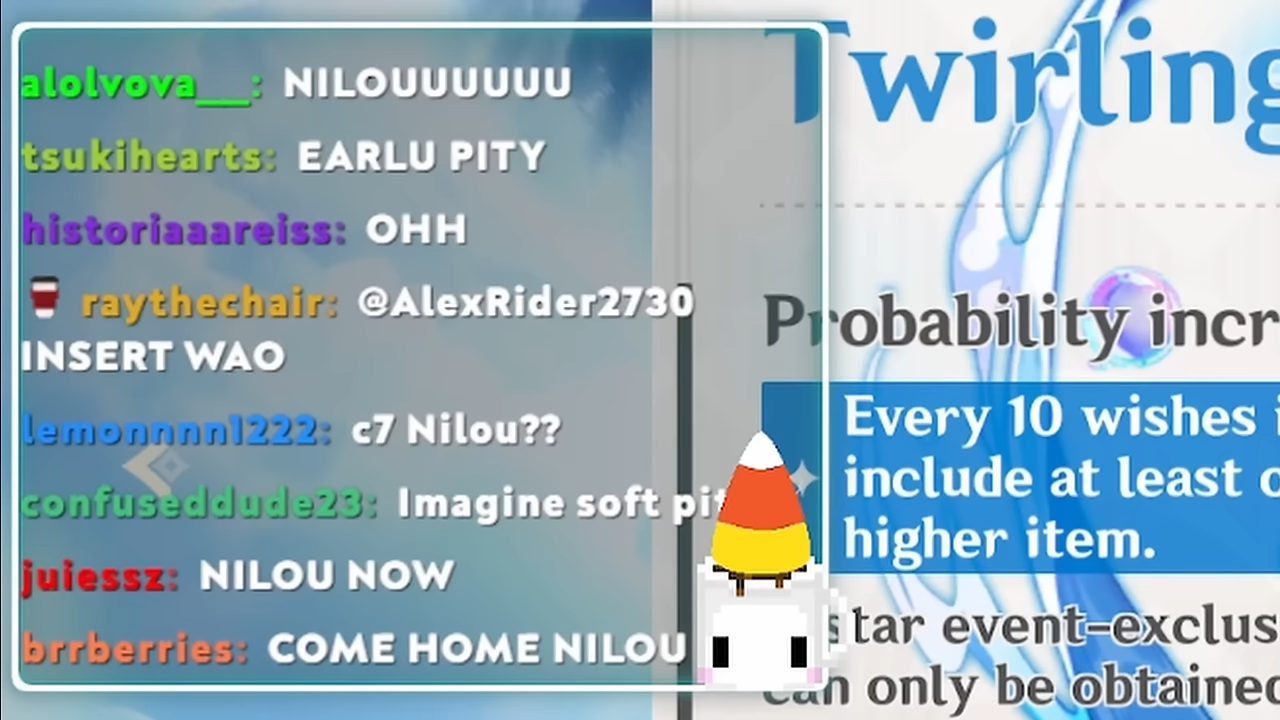 alolvova__: NILOUUUUUU
tsukihearts: EARLU PITY
historiaaareiss: OHH
raythechair: @AlexRider2730
INSERT WAO
lemonnnn1222: c7 Nilou??
confuseddude23: Imagine soft pit
juiessz: NILOU NOW
brrberries: COME HOME NILOU
Twirling
Probability incr
Every 10 wishes i
include at least o
higher item.
star event-exclus
can only be obtained